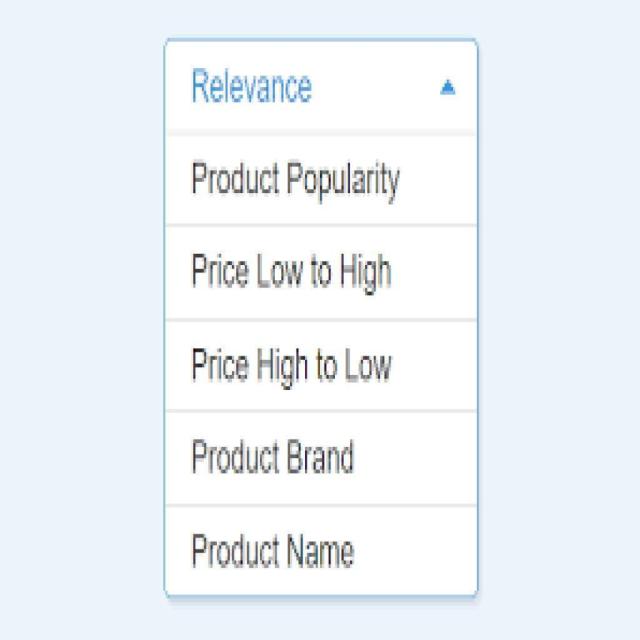 Relevance
Product Popularity
Price Low to High
Price High to Low
Product Brand
Product Name